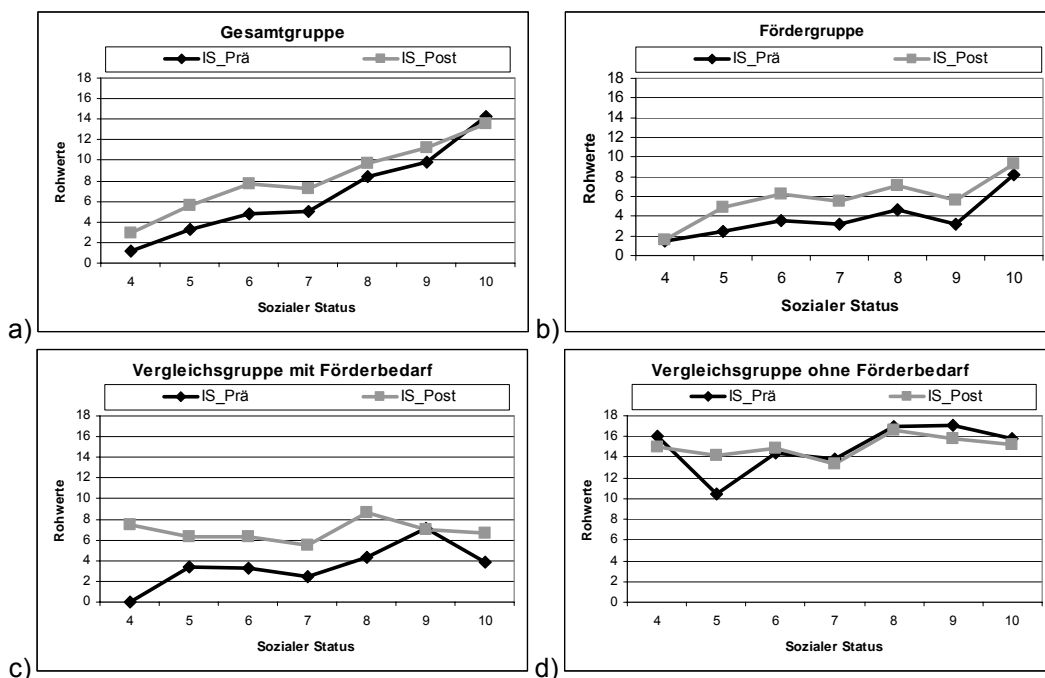 Gesamtgruppe
IS_Prä IS_Post
18
16
14
12
10
8
6
4
2
0
Rohwerte
4 5 6 7 8 9 10
Sozialer Status
a)
Fördergruppe
IS_Prä IS_Post
18
16
14
12
10
8
6
4
2
0
Rohwerte
4 5 6 7 8 9 10
Sozialer Status
b)
Vergleichsgruppe mit Förderbedarf
IS_Prä IS_Post
18
16
14
12
10
8
6
4
2
0
Rohwerte
4 5 6 7 8 9 10
Sozialer Status
c)
Vergleichsgruppe ohne Förderbedarf
IS_Prä IS_Post
18
16
14
12
10
8
6
4
2
0
Rohwerte
4 5 6 7 8 9 10
Sozialer Status
d)